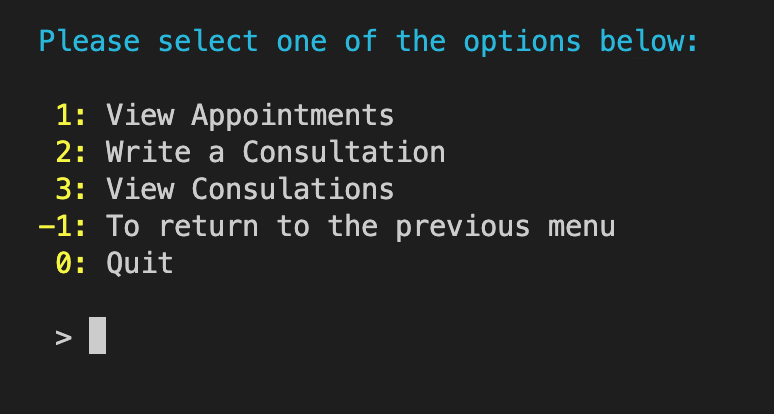 Please select one of the options below:
1: View Appointments
2: Write a Consultation
3: View Consulations
-1: To return to the previous menu
0: Quit
>